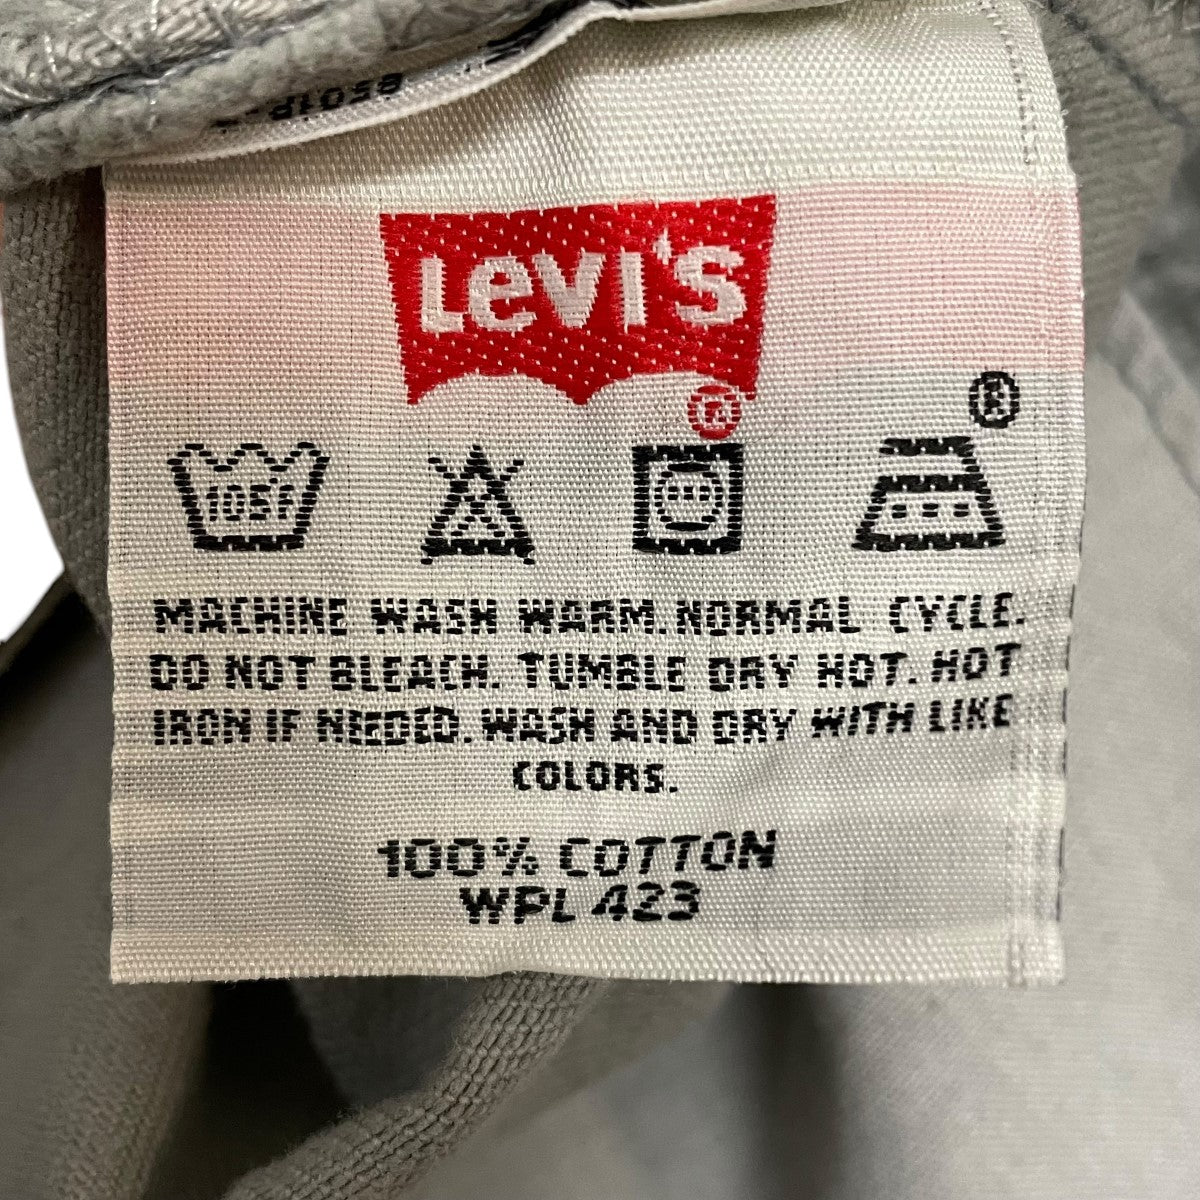 LEVI'S
®
®
105F
MACHINE WASH WARM. NORMAL CYCLE.
DO NOT BLEACH. TUMBLE DRY HOT. HOT
IRON IF NEEDED. WASH AND DRY WITH LIKE
COLORS.
100% COTTON
WPL 423